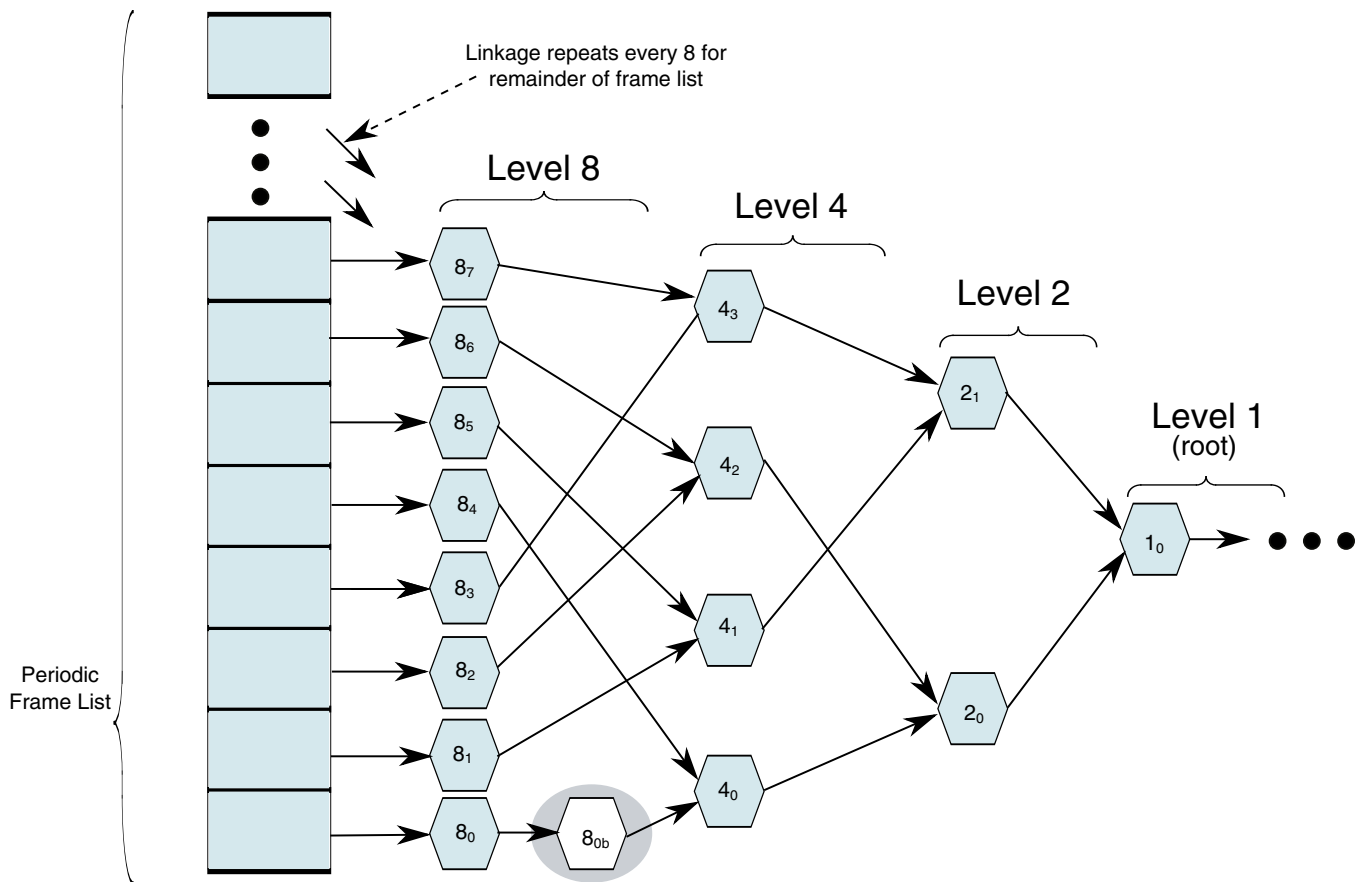 Linkage repeats every 8 for
remainder of frame list
Level 8
Level 4
Level 2
Level 1
(root)
8₇
8₆
8₅
8₄
8₃
8₂
8₁
8₀
8₀b
4₃
4₂
4₁
4₀
2₁
2₀
1₀
Periodic
Frame List